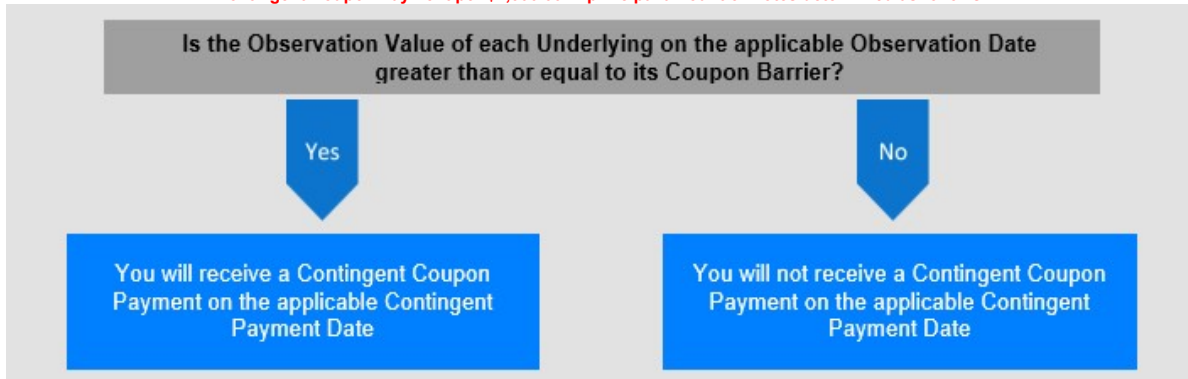 Is the Observation Value of each Underlying on the applicable Observation Date
greater than or equal to its Coupon Barrier?
Yes
No
You will receive a Contingent Coupon
Payment on the applicable Contingent
Payment Date
You will not receive a Contingent Coupon
Payment on the applicable Contingent
Payment Date